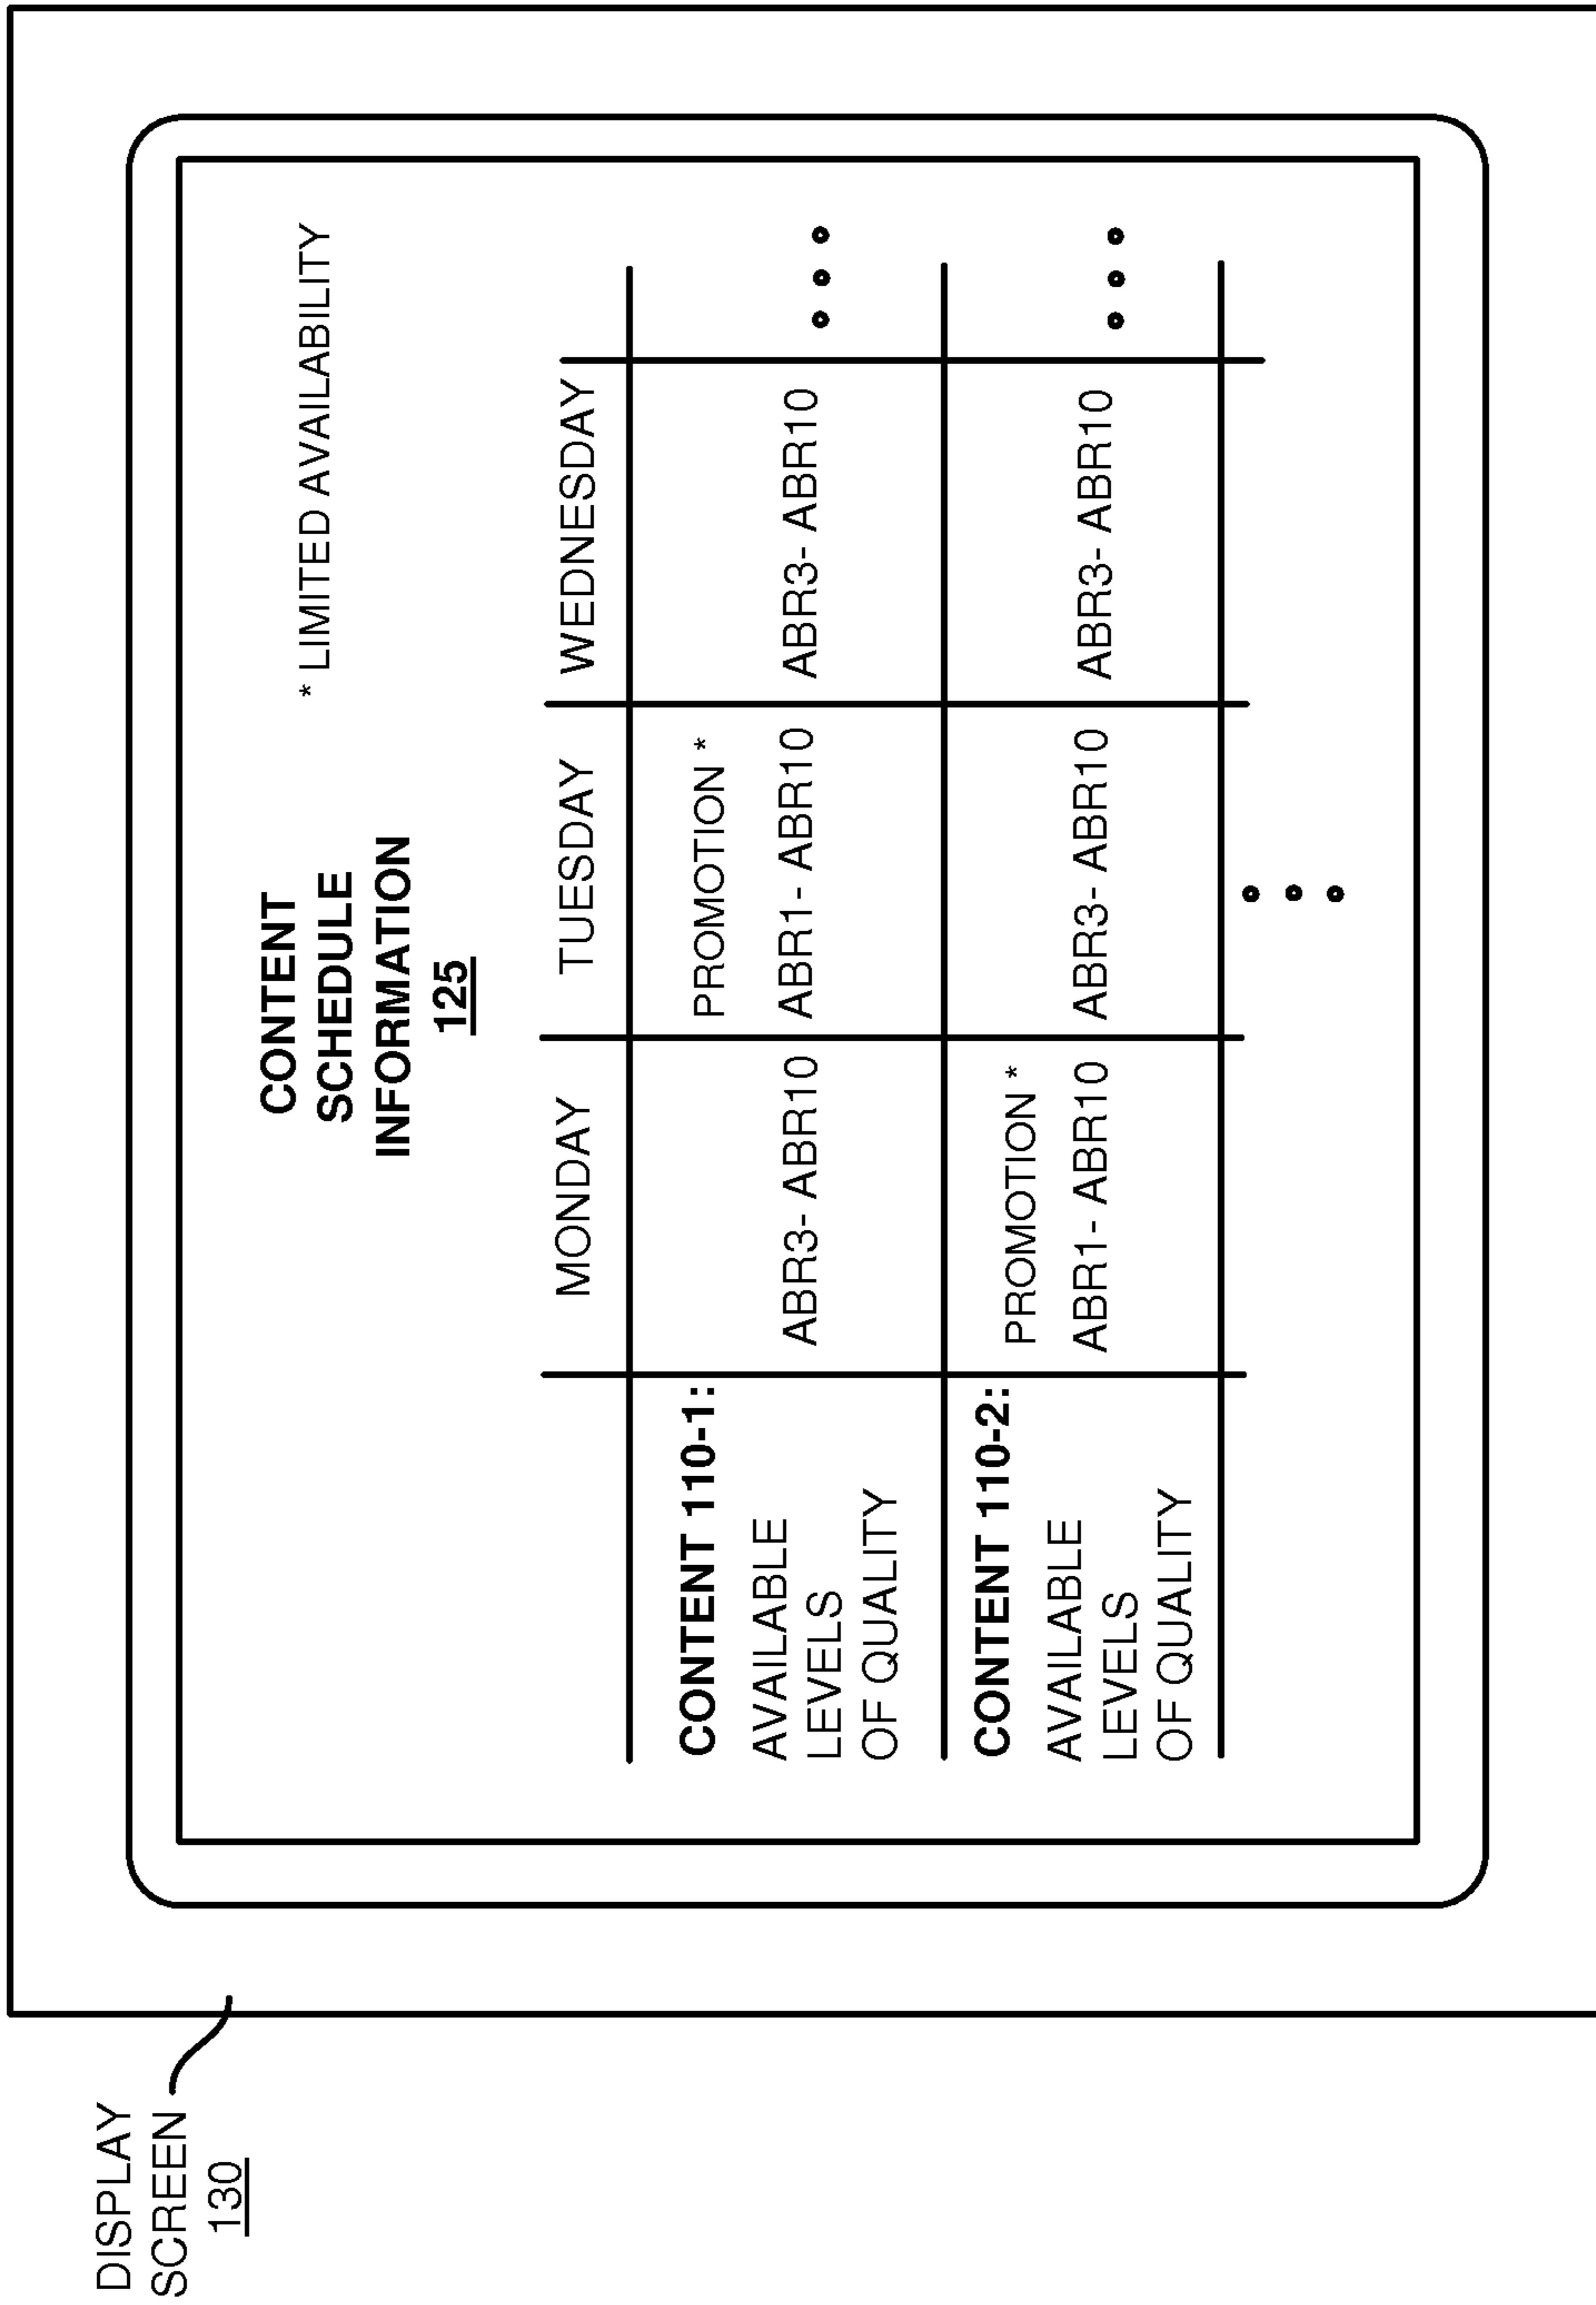 DISPLAY
SCREEN
130
CONTENT
SCHEDULE
INFORMATION
125
* LIMITED AVAILABILITY
MONDAY
TUESDAY
WEDNESDAY
CONTENT 110-1:
AVAILABLE
LEVELS
OF QUALITY
ABR3- ABR10
PROMOTION *
ABR1- ABR10
ABR3- ABR10
CONTENT 110-2:
AVAILABLE
LEVELS
OF QUALITY
PROMOTION *
ABR1- ABR10
ABR3- ABR10
ABR3- ABR10